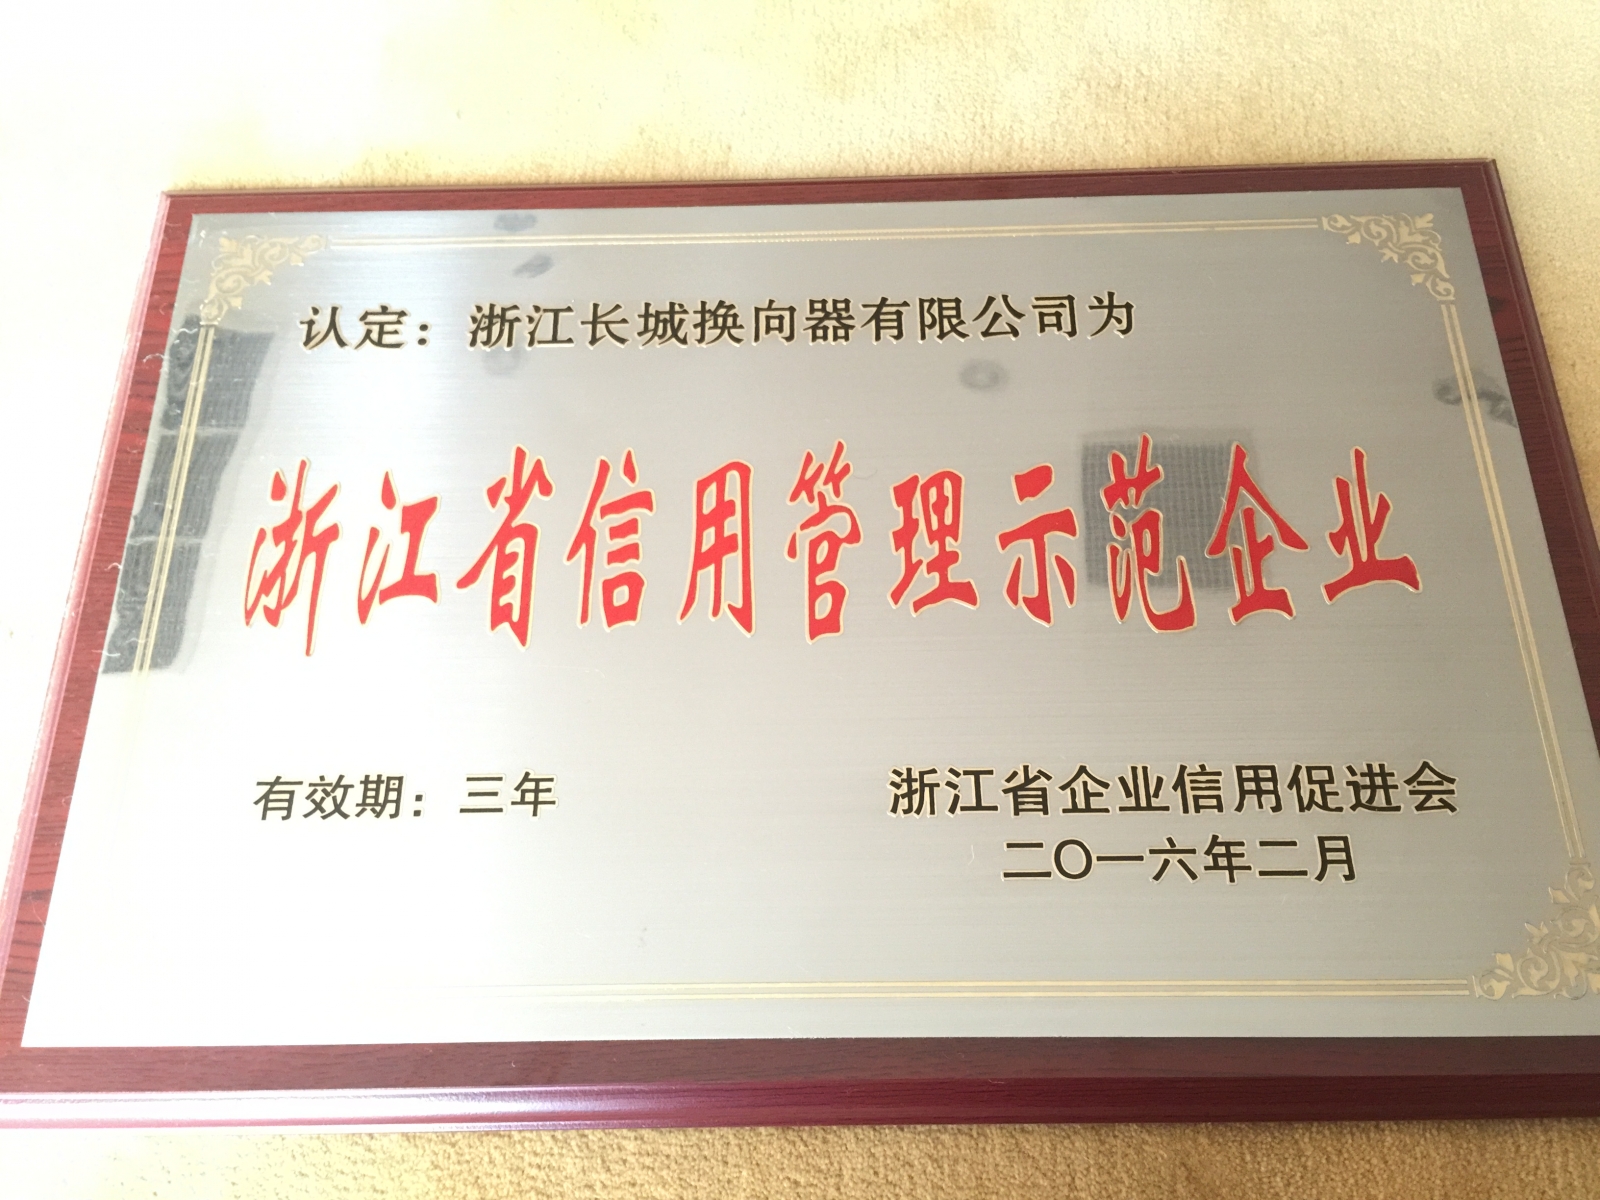 认定：浙江长城换向器有限公司为
浙江省信用管理示范企业
有效期：三年
浙江省企业信用促进会
二〇一六年二月